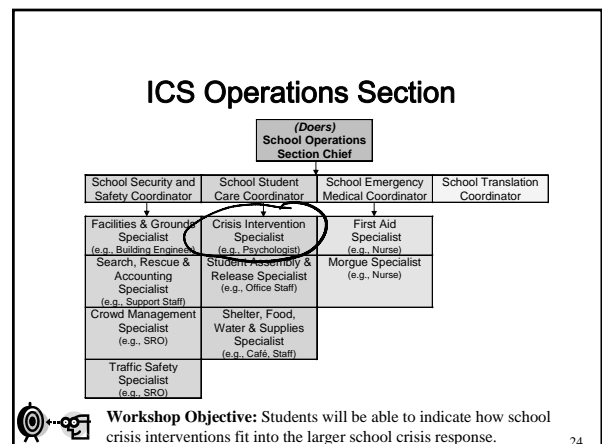 ICS Operations Section
(Doers)
School Operations
Section Chief
School Security and
Safety Coordinator
School Student
Care Coordinator
School Emergency
Medical Coordinator
School Translation
Coordinator
Facilities & Grounds
Specialist
(e.g., Building Engineer)
Crisis Intervention
Specialist
(e.g., Psychologist)
First Aid
Specialist
(e.g., Nurse)
Search, Rescue &
Accounting
Specialist
(e.g., Support Staff)
Student Assembly &
Release Specialist
(e.g., Office Staff)
Morgue Specialist
(e.g., Nurse)
Crowd Management
Specialist
(e.g., SRO)
Shelter, Food,
Water & Supplies
Specialist
(e.g., Café, Staff)
Traffic Safety
Specialist
(e.g., SRO)
Workshop Objective: Students will be able to indicate how school
crisis interventions fit into the larger school crisis response.
24